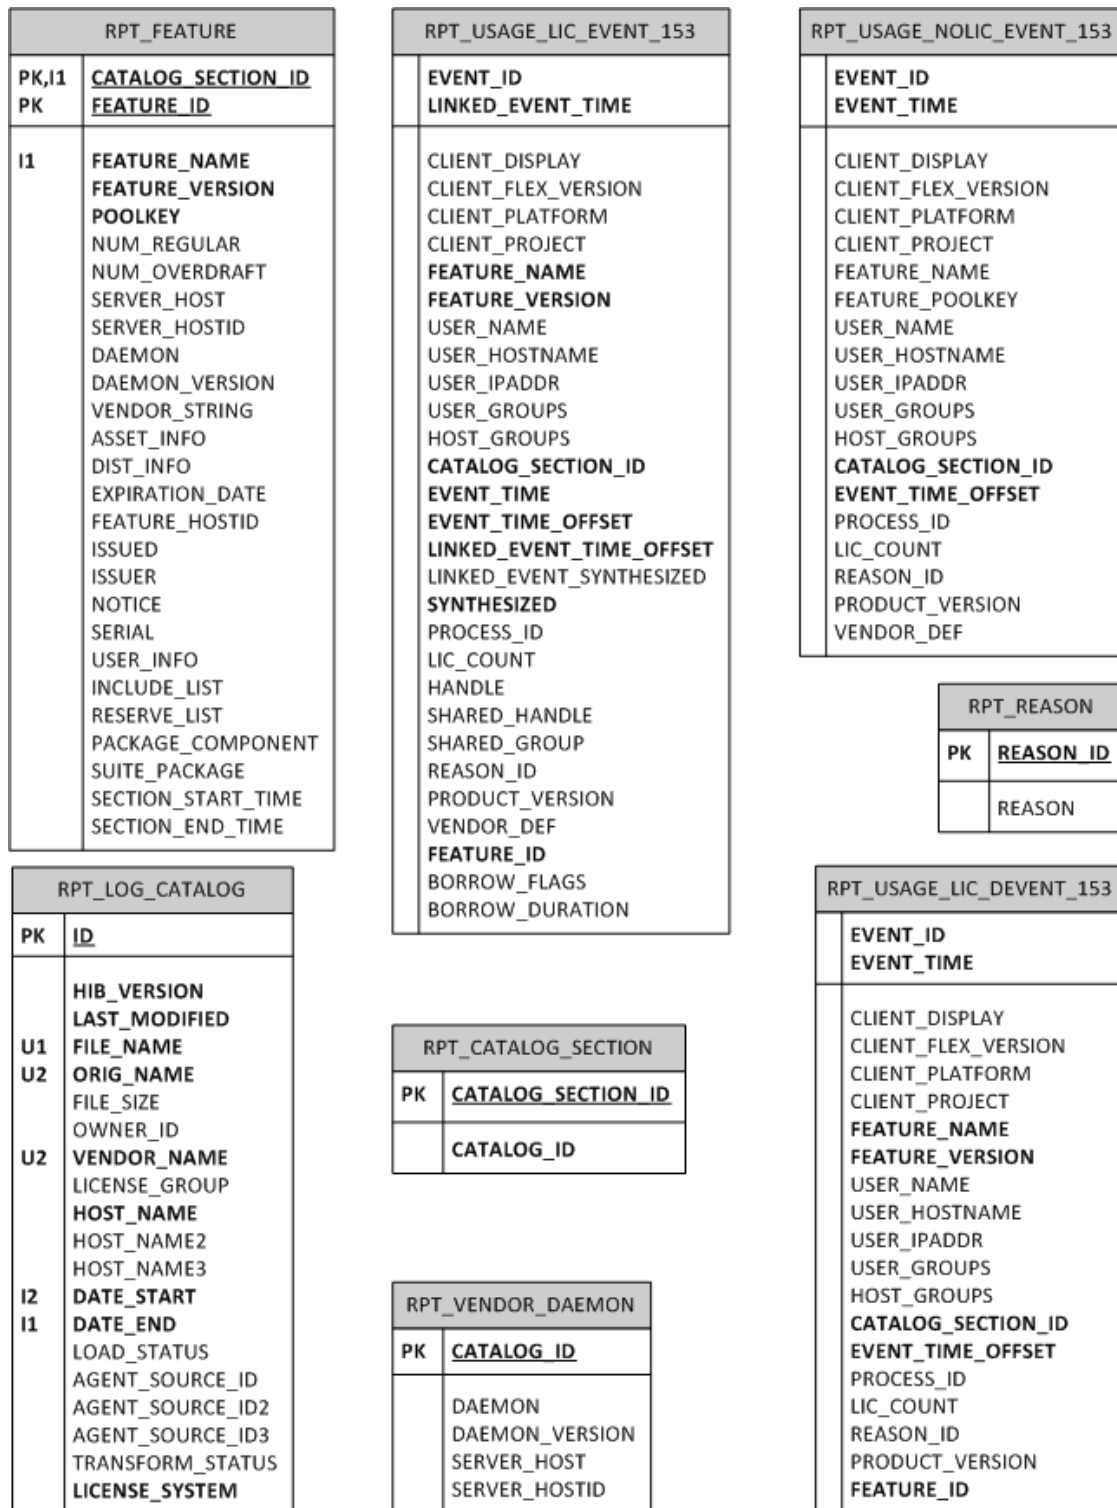 RPT_FEATURE
PK,I1 CATALOG_SECTION_ID
PK FEATURE_ID
I1 FEATURE_NAME
FEATURE_VERSION
POOLKEY
NUM_REGULAR
NUM_OVERDRAFT
SERVER_HOST
SERVER_HOSTID
DAEMON
DAEMON_VERSION
VENDOR_STRING
ASSET_INFO
DIST_INFO
EXPIRATION_DATE
FEATURE_HOSTID
ISSUED
ISSUER
NOTICE
SERIAL
USER_INFO
INCLUDE_LIST
RESERVE_LIST
PACKAGE_COMPONENT
SUITE_PACKAGE
SECTION_START_TIME
SECTION_END_TIME
RPT_LOG_CATALOG
PK ID
HIB_VERSION
LAST_MODIFIED
U1 FILE_NAME
U2 ORIG_NAME
FILE_SIZE
OWNER_ID
U2 VENDOR_NAME
LICENSE_GROUP
HOST_NAME
HOST_NAME2
HOST_NAME3
I2 DATE_START
I1 DATE_END
LOAD_STATUS
AGENT_SOURCE_ID
AGENT_SOURCE_ID2
AGENT_SOURCE_ID3
TRANSFORM_STATUS
LICENSE_SYSTEM
RPT_USAGE_LIC_EVENT_153
EVENT_ID
LINKED_EVENT_TIME
CLIENT_DISPLAY
CLIENT_FLEX_VERSION
CLIENT_PLATFORM
CLIENT_PROJECT
FEATURE_NAME
FEATURE_VERSION
USER_NAME
USER_HOSTNAME
USER_IPADDR
USER_GROUPS
HOST_GROUPS
CATALOG_SECTION_ID
EVENT_TIME
EVENT_TIME_OFFSET
LINKED_EVENT_TIME_OFFSET
LINKED_EVENT_SYNTHESIZED
SYNTHESIZED
PROCESS_ID
LIC_COUNT
HANDLE
SHARED_HANDLE
SHARED_GROUP
REASON_ID
PRODUCT_VERSION
VENDOR_DEF
FEATURE_ID
BORROW_FLAGS
BORROW_DURATION
RPT_CATALOG_SECTION
PK CATALOG_SECTION_ID
CATALOG_ID
RPT_VENDOR_DAEMON
PK CATALOG_ID
DAEMON
DAEMON_VERSION
SERVER_HOST
SERVER_HOSTID
RPT_USAGE_NOLIC_EVENT_153
EVENT_ID
EVENT_TIME
CLIENT_DISPLAY
CLIENT_FLEX_VERSION
CLIENT_PLATFORM
CLIENT_PROJECT
FEATURE_NAME
FEATURE_POOLKEY
USER_NAME
USER_HOSTNAME
USER_IPADDR
USER_GROUPS
HOST_GROUPS
CATALOG_SECTION_ID
EVENT_TIME_OFFSET
PROCESS_ID
LIC_COUNT
REASON_ID
PRODUCT_VERSION
VENDOR_DEF
RPT_REASON
PK REASON_ID
REASON
RPT_USAGE_LIC_DEVENT_153
EVENT_ID
EVENT_TIME
CLIENT_DISPLAY
CLIENT_FLEX_VERSION
CLIENT_PLATFORM
CLIENT_PROJECT
FEATURE_NAME
FEATURE_VERSION
USER_NAME
USER_HOSTNAME
USER_IPADDR
USER_GROUPS
HOST_GROUPS
CATALOG_SECTION_ID
EVENT_TIME_OFFSET
PROCESS_ID
LIC_COUNT
REASON_ID
PRODUCT_VERSION
FEATURE_ID